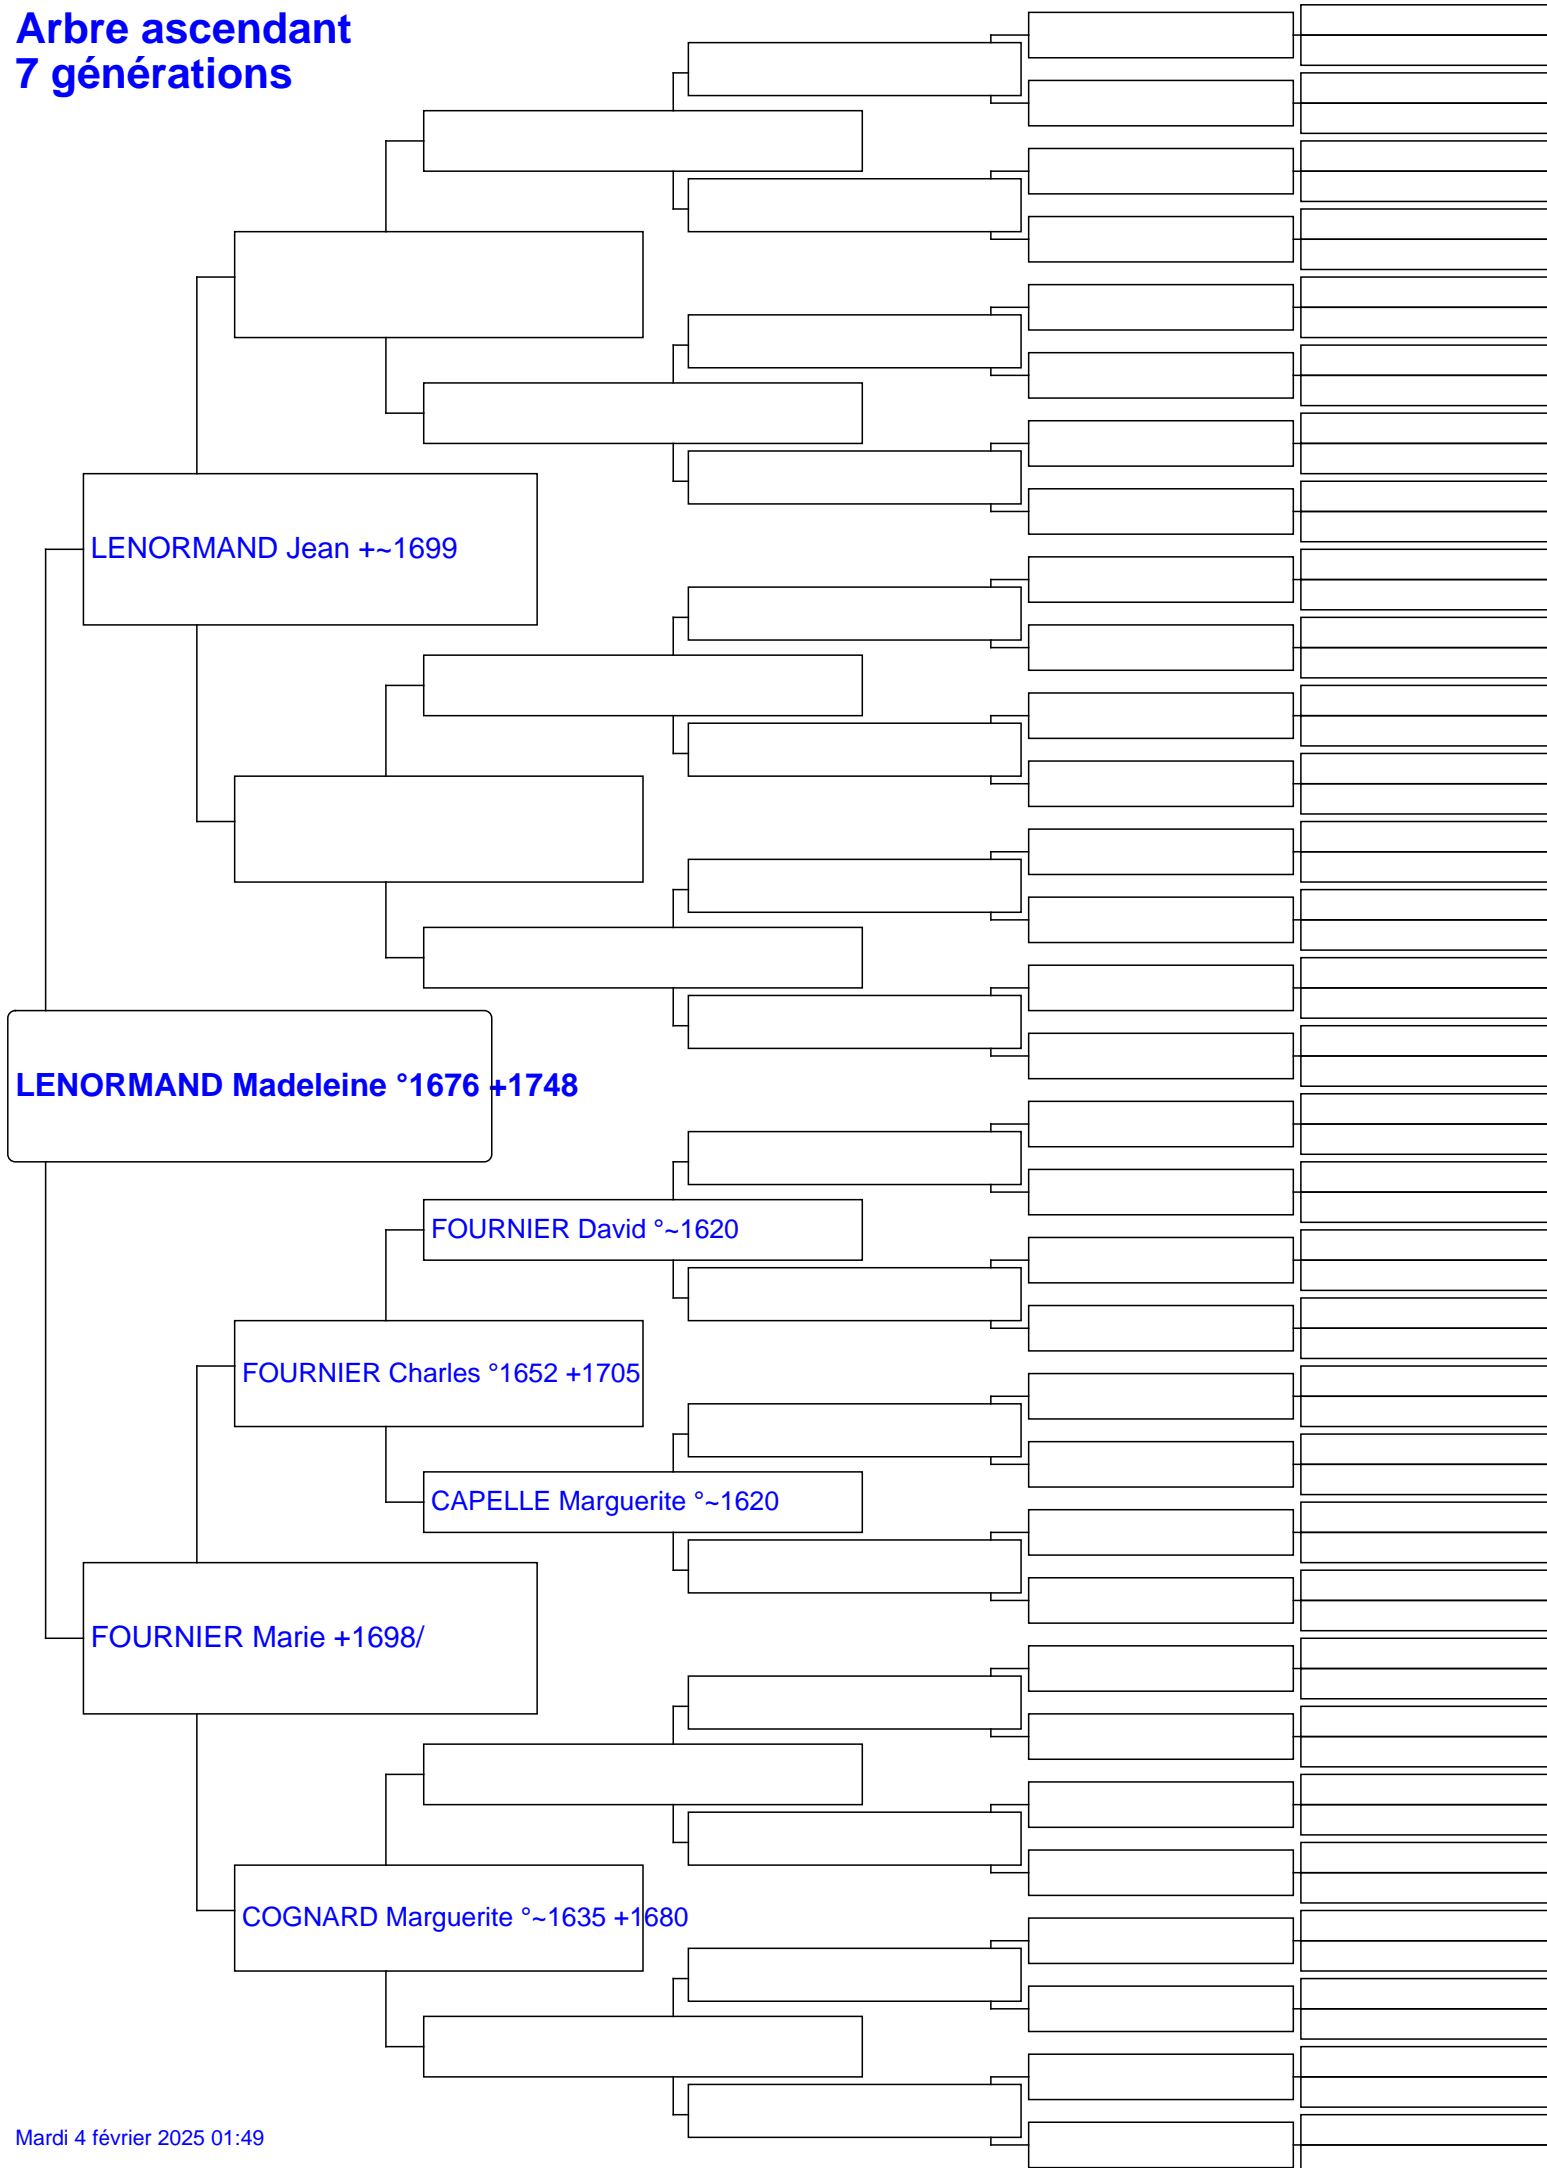 Arbre ascendant
7 générations
LENORMAND Jean +~1699
LENORMAND Madeleine °1676 +1748
FOURNIER David °~1620
FOURNIER Charles °1652 +1705
CAPELLE Marguerite °~1620
FOURNIER Marie +1698/
COGNARD Marguerite °~1635 +1680
Mardi 4 février 2025 01:49